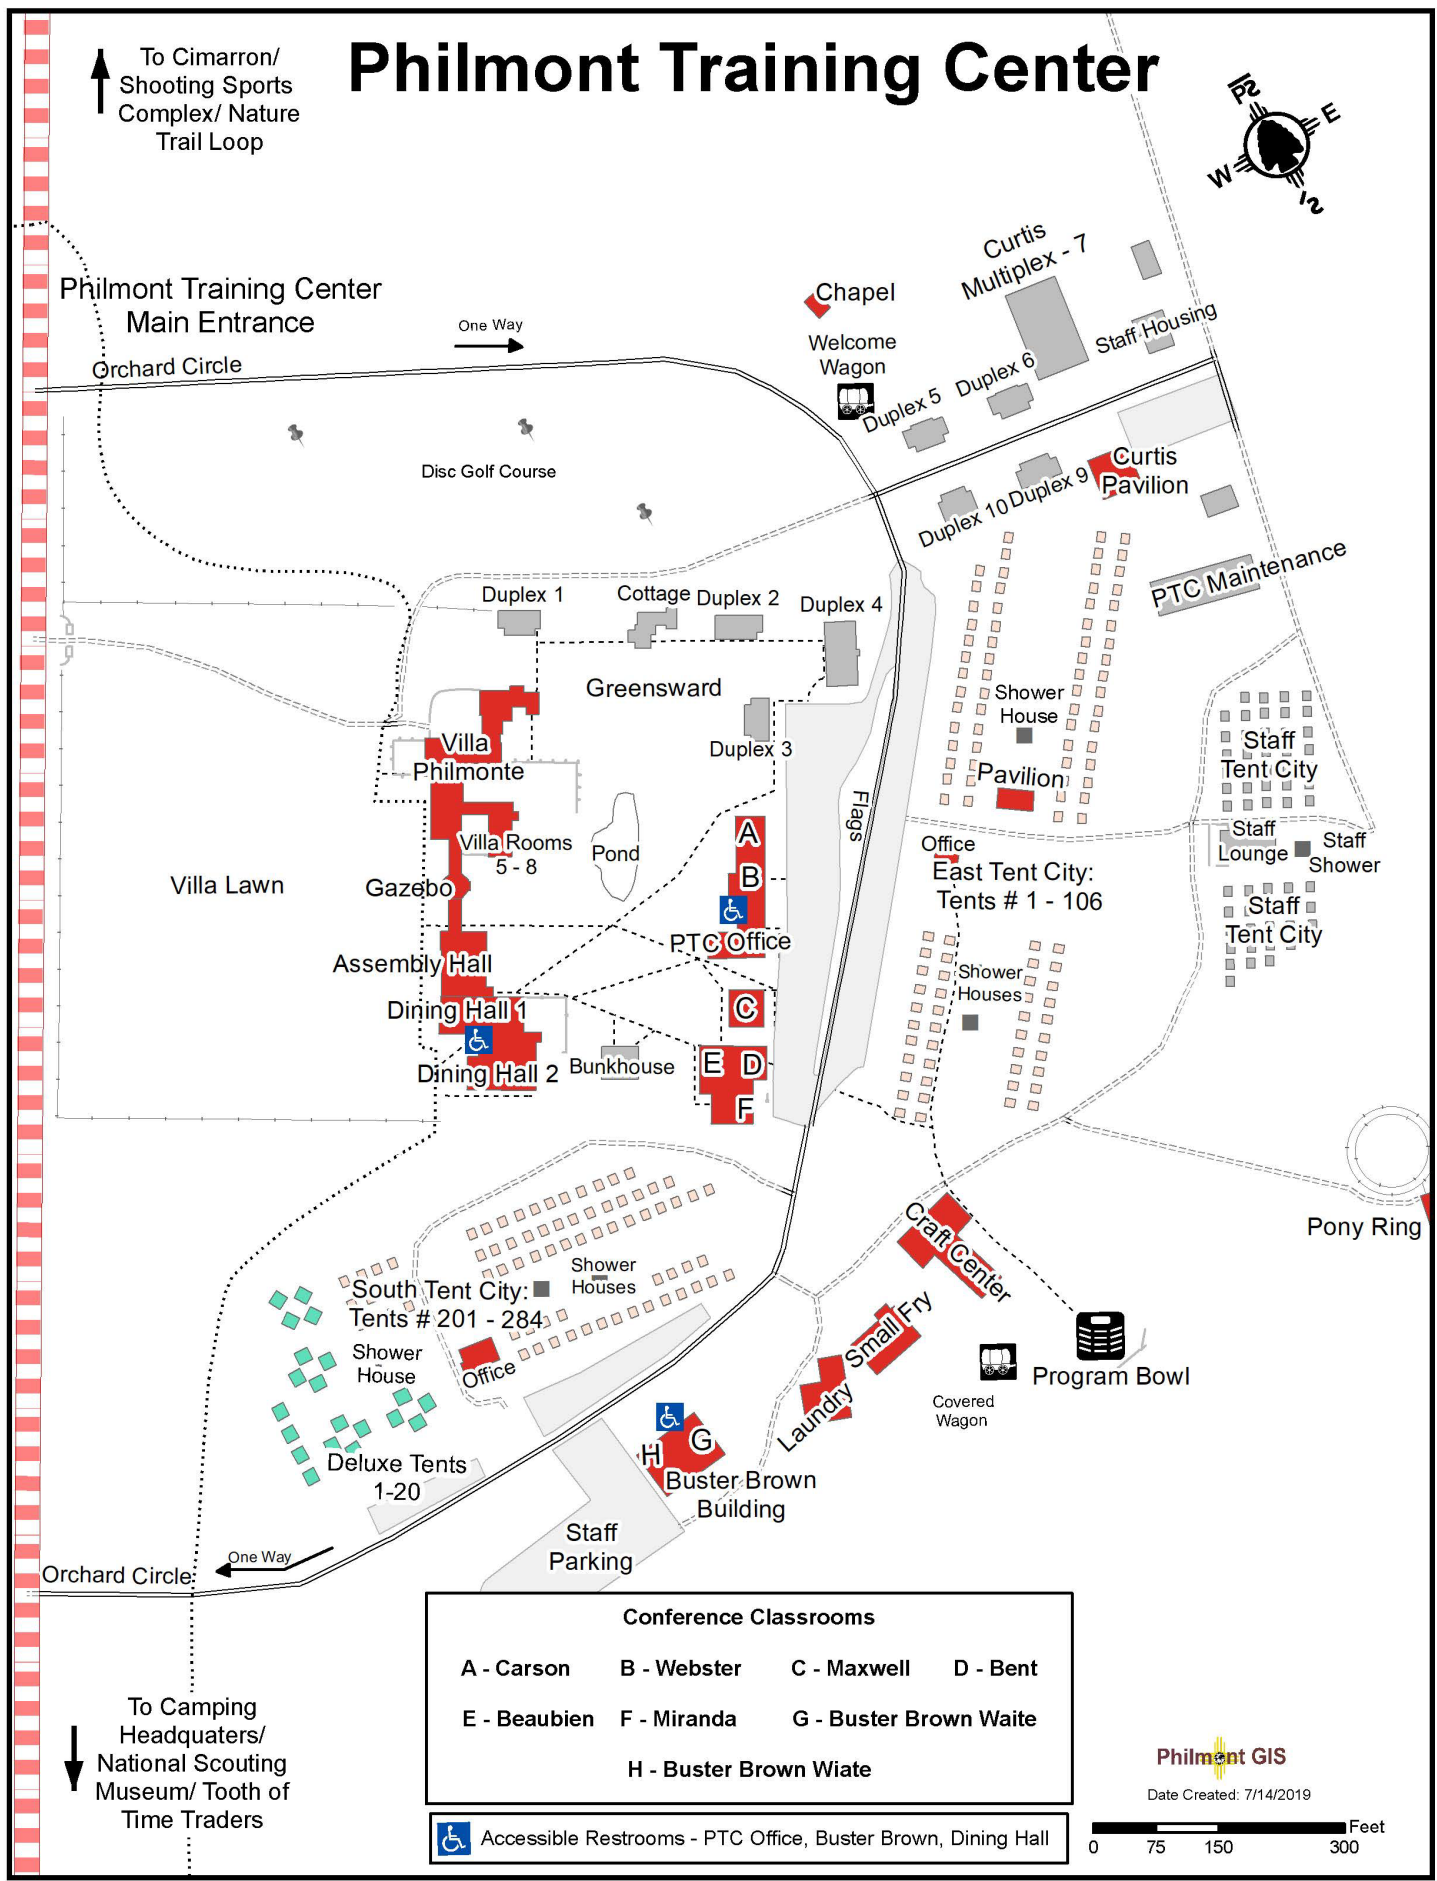 Philmont Training Center
To Cimarron/
Shooting Sports
Complex/ Nature
Trail Loop
N
E
W
S
Curtis
Multiplex - 7
Chapel
Philmont Training Center
Main Entrance
One Way
Orchard Circle
Welcome
Wagon
Staff Housing
Duplex 6
Duplex 5
Disc Golf Course
Curtis
Pavilion
Duplex 9
Duplex 10
PTC Maintenance
Duplex 1
Cottage
Duplex 2
Duplex 4
Greensward
Duplex 3
Shower
House
Pavilion
Staff
Tent City
Villa
Philmonte
Flags
Villa Rooms
5 - 8
Pond
A
B
Office
East Tent City:
Tents # 1 - 106
Staff
Lounge
Staff
Shower
Staff
Tent City
Villa Lawn
Gazebo
PTC Office
Assembly Hall
Shower
Houses
Dining Hall 1
C
Dining Hall 2
Bunkhouse
E
D
F
Pony Ring
Craft Center
Shower
Houses
South Tent City:
Tents # 201 - 284
Shower
House
Office
Small Fry
Laundry
Program Bowl
Covered
Wagon
Deluxe Tents
1-20
H
G
Buster Brown
Building
Staff
Parking
One Way
Orchard Circle
To Camping
Headquaters/
National Scouting
Museum/ Tooth of
Time Traders
Conference Classrooms
A - Carson B - Webster C - Maxwell D - Bent
E - Beaubien F - Miranda G - Buster Brown Waite
H - Buster Brown Wiate
Accessible Restrooms - PTC Office, Buster Brown, Dining Hall
Philmont GIS
Date Created: 7/14/2019
Feet
0 75 150 300